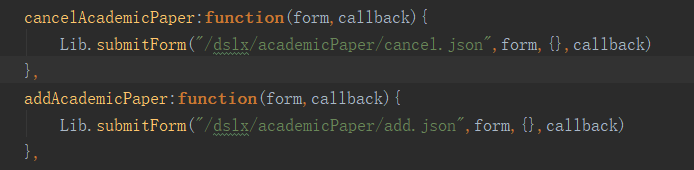 cancelAcademicPaper:function(form,callback){
Lib.submitForm("/dslx/academicPaper/cancel.json",form,{},callback)
},
addAcademicPaper:function(form,callback){
Lib.submitForm("/dslx/academicPaper/add.json",form,{},callback)
},